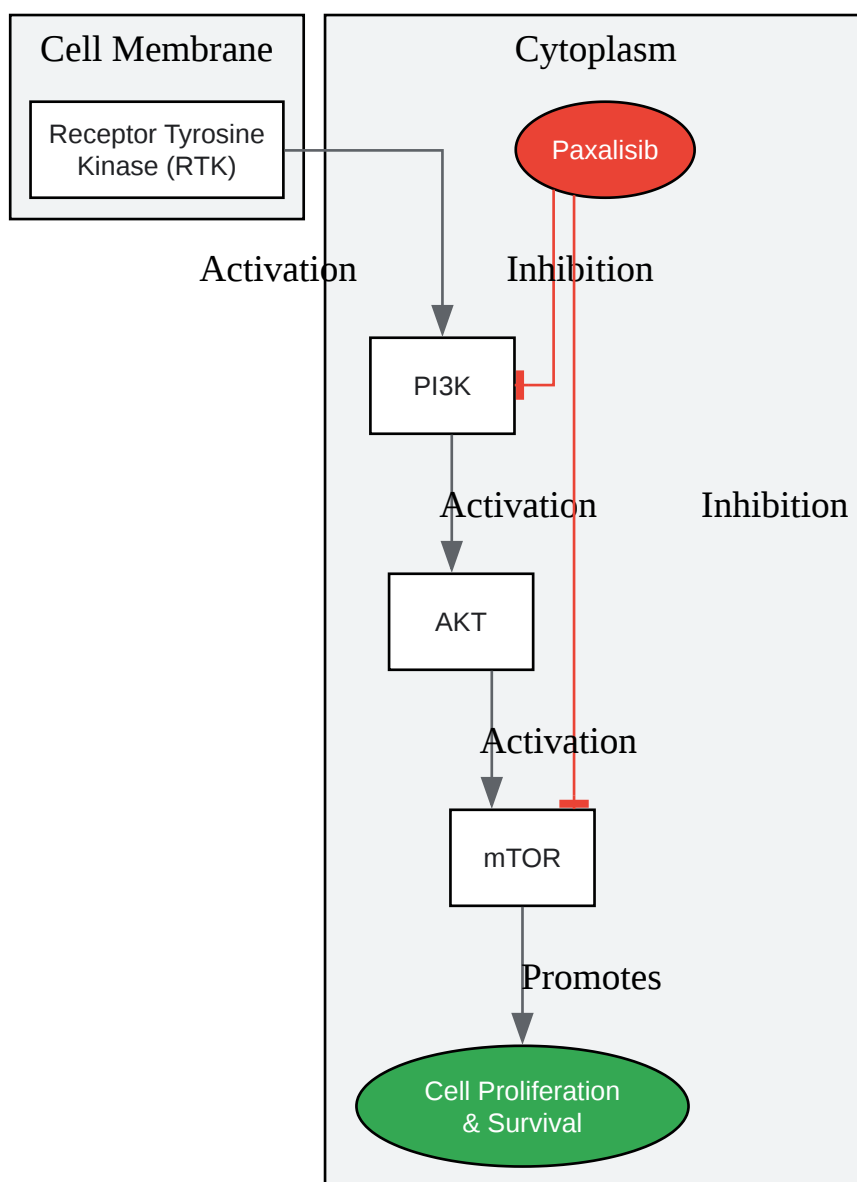 Cell Membrane
Cytoplasm
Receptor Tyrosine
Kinase (RTK)
Paxalisib
Activation
Inhibition
PI3K
Activation
Inhibition
AKT
Activation
mTOR
Promotes
Cell Proliferation
& Survival